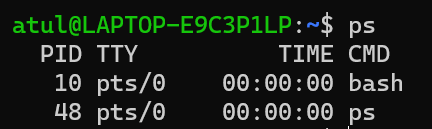 atul@LAPTOP-E9C3P1LP:~$ ps
  PID TTY          TIME CMD
   10 pts/0    00:00:00 bash
   48 pts/0    00:00:00 ps